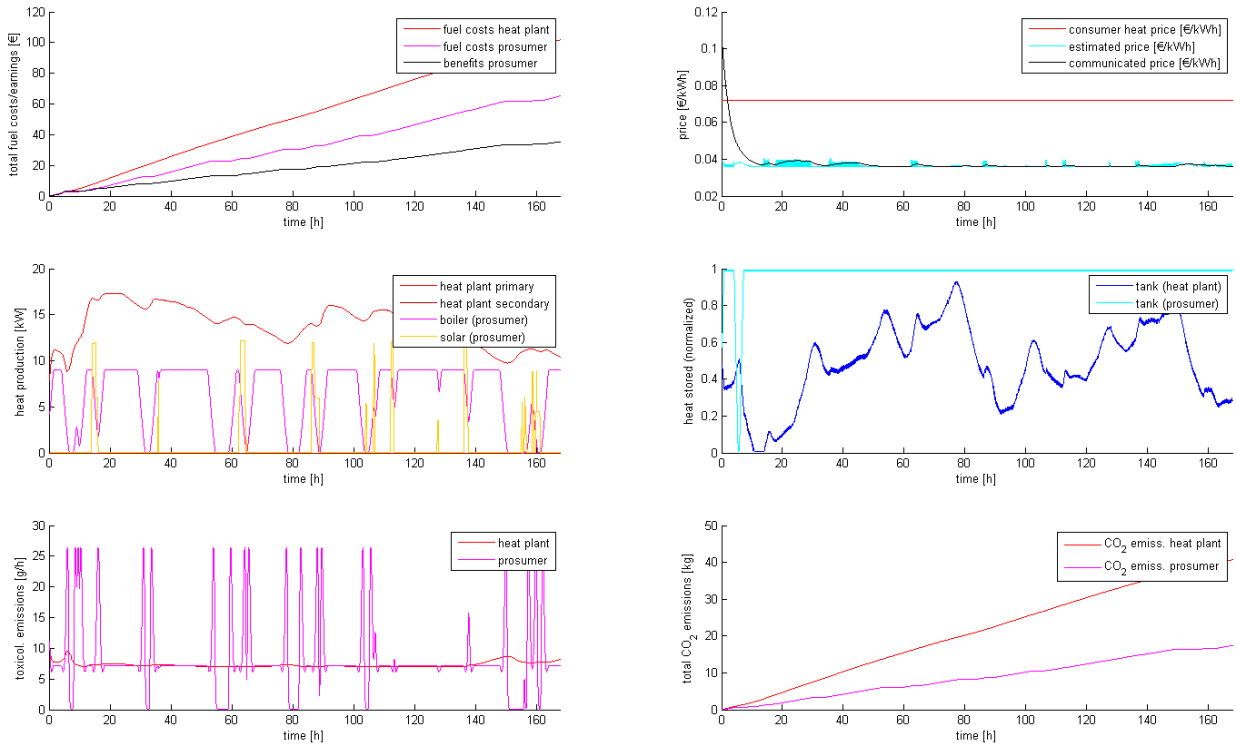 total fuel costs/earnings [€]
120
100
80
60
40
20
0
fuel costs heat plant
fuel costs prosumer
benefits prosumer
0 20 40 60 80 100 120 140 160
time [h]
price [€/kWh]
0.12
0.1
0.08
0.06
0.04
0.02
consumer heat price [€/kWh]
estimated price [€/kWh]
communicated price [€/kWh]
0 20 40 60 80 100 120 140 160
time [h]
heat production [kW]
20
15
10
5
0
heat plant primary
heat plant secondary
boiler (prosumer)
solar (prosumer)
0 20 40 60 80 100 120 140 160
time [h]
heat stored (normalized)
1
0.8
0.6
0.4
0.2
0
tank (heat plant)
tank (prosumer)
0 20 40 60 80 100 120 140 160
time [h]
toxicol. emissions [g/h]
30
25
20
15
10
5
0
heat plant
prosumer
0 20 40 60 80 100 120 140 160
time [h]
total CO2 emissions [kg]
50
40
30
20
10
0
CO2 emiss. heat plant
CO2 emiss. prosumer
0 20 40 60 80 100 120 140 160
time [h]